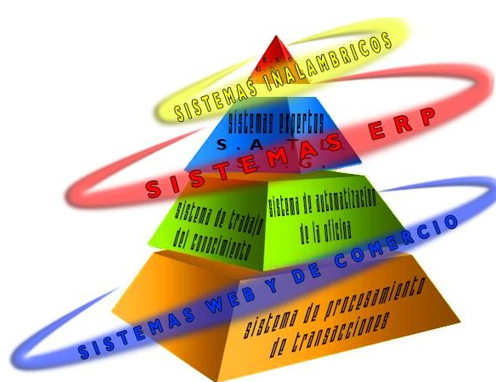 SISTEMAS INALAMBRICOS
sistemas expertos
SISTEMAS ERP
sistema de trabajo
del conocimiento
sistema de automatizacion
de la oficina
SISTEMAS WEB Y DE COMERCIO
sistema de procesamiento
de transacciones